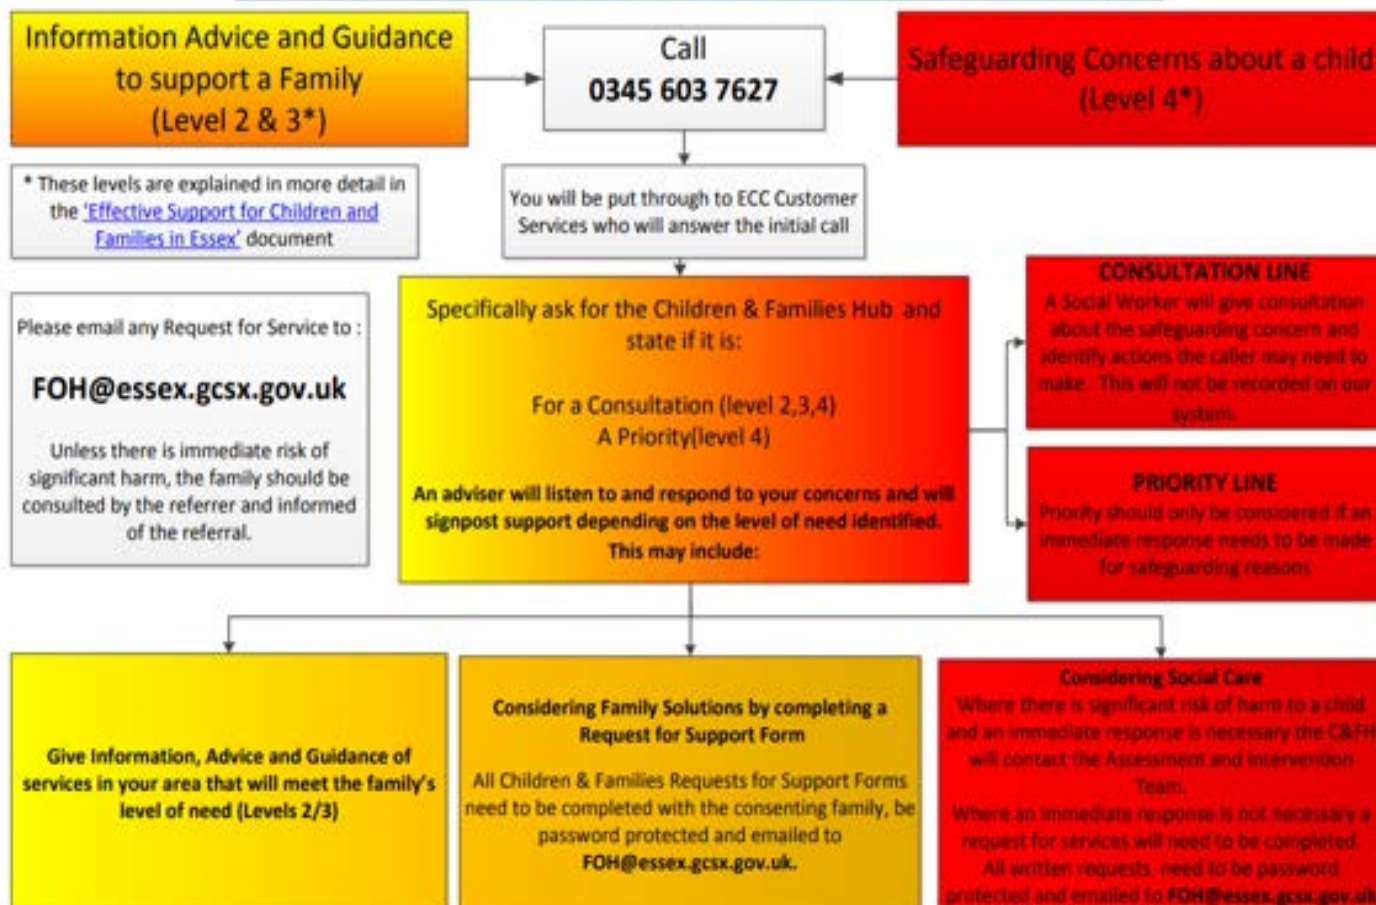 Information Advice and Guidance
to support a Family
(Level 2 & 3*)
Call
0345 603 7627
Safeguarding Concerns about a child
(Level 4*)
* These levels are explained in more detail in
the 'Effective Support for Children and
Families in Essex' document
You will be put through to ECC Customer
Services who will answer the initial call
Please email any Request for Service to :
FOH@essex.gcsx.gov.uk
Unless there is immediate risk of
significant harm, the family should be
consulted by the referrer and informed
of the referral.
Specifically ask for the Children & Families Hub and
state if it is:
For a Consultation (level 2,3,4)
A Priority(level 4)
An adviser will listen to and respond to your concerns and will
signpost support depending on the level of need identified.
This may include:
CONSULTATION LINE
A Social Worker will give consultation
about the safeguarding concern and
identify actions the caller may need to
make. This will not be recorded on our
system.
PRIORITY LINE
Priority should only be considered if an
immediate response needs to be made
for safeguarding reasons
Give Information, Advice and Guidance of
services in your area that will meet the family's
level of need (Levels 2/3)
Considering Family Solutions by completing a
Request for Support Form
All Children & Families Requests for Support Forms
need to be completed with the consenting family, be
password protected and emailed to
FOH@essex.gcsx.gov.uk.
Considering Social Care
Where there is significant risk of harm to a child
and an immediate response is necessary the C&FH
will contact the Assessment and Intervention
Team.
Where an immediate response is not necessary a
request for services will need to be completed.
All written requests need to be password
protected and emailed to FOH@essex.gcsx.gov.uk